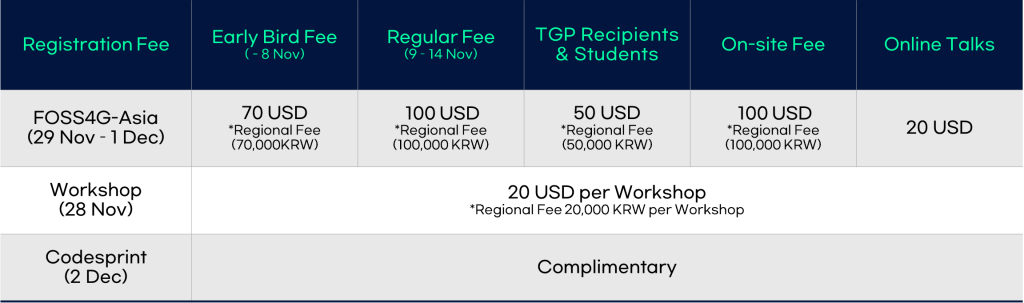 Registration Fee
Early Bird Fee
( - 8 Nov)
Regular Fee
(9 - 14 Nov)
TGP Recipients
& Students
On-site Fee
Online Talks
FOSS4G-Asia
(29 Nov - 1 Dec)
70 USD
*Regional Fee
(70,000KRW)
100 USD
*Regional Fee
(100,000 KRW)
50 USD
*Regional Fee
(50,000 KRW)
100 USD
*Regional Fee
(100,000 KRW)
20 USD
Workshop
(28 Nov)
20 USD per Workshop
*Regional Fee 20,000 KRW per Workshop
Codesprint
(2 Dec)
Complimentary